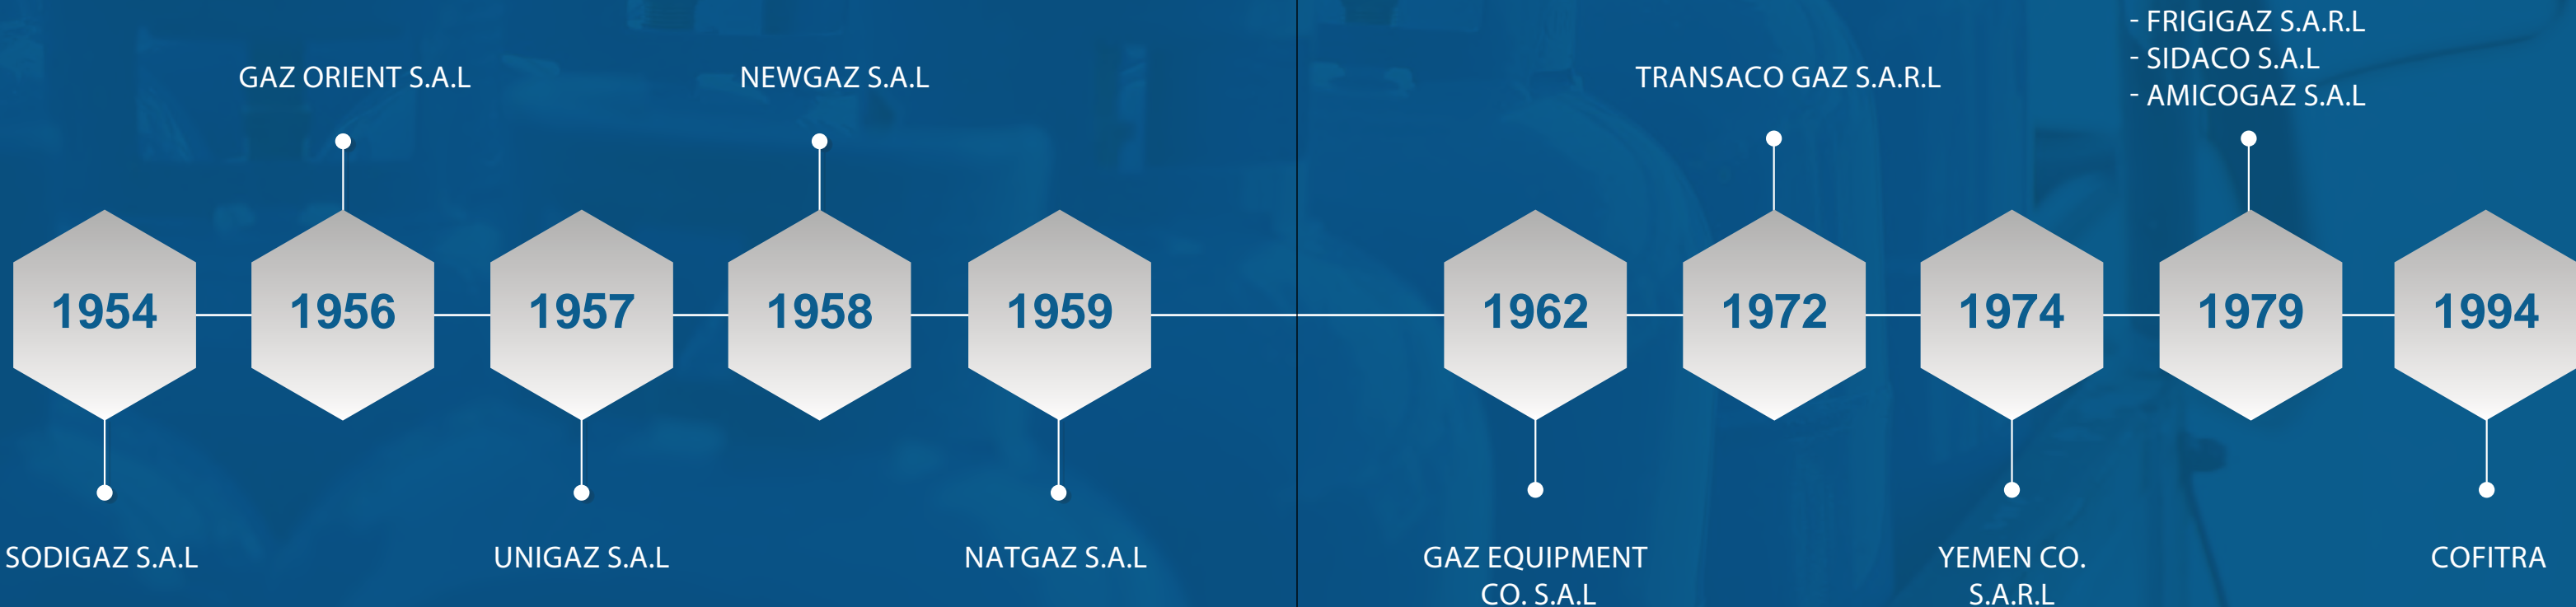 - FRIGIGAZ S.A.R.L
- SIDACO S.A.L
- AMICOGAZ S.A.L
GAZ ORIENT S.A.L
NEWGAZ S.A.L
TRANSACO GAZ S.A.R.L
1954
1956
1957
1958
1959
1962
1972
1974
1979
1994
SODIGAZ S.A.L
UNIGAZ S.A.L
NATGAZ S.A.L
GAZ EQUIPMENT
CO. S.A.L
YEMEN CO.
S.A.R.L
COFITRA